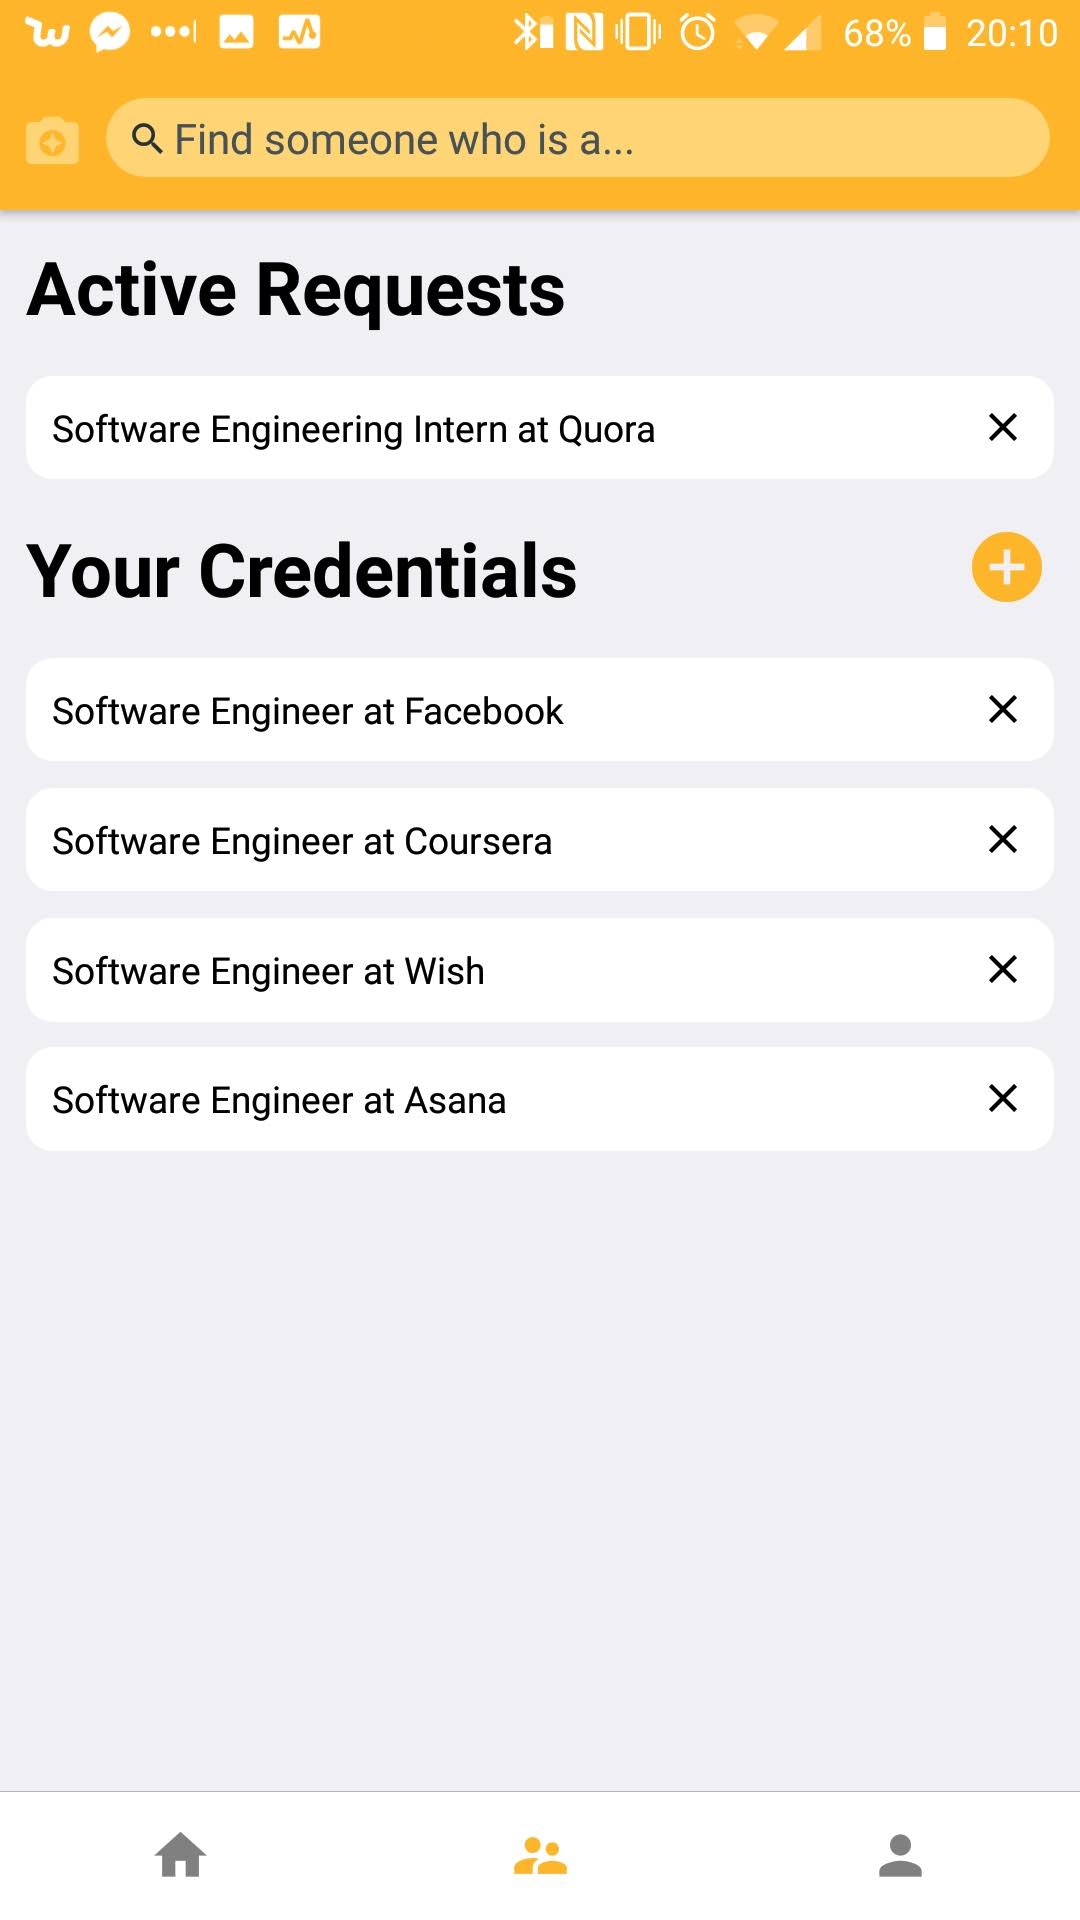 68% 20:10
Find someone who is a...
Active Requests
Software Engineering Intern at Quora
Your Credentials
Software Engineer at Facebook
Software Engineer at Coursera
Software Engineer at Wish
Software Engineer at Asana